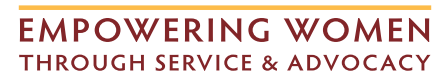 EMPOWERING WOMEN
THROUGH SERVICE & ADVOCACY